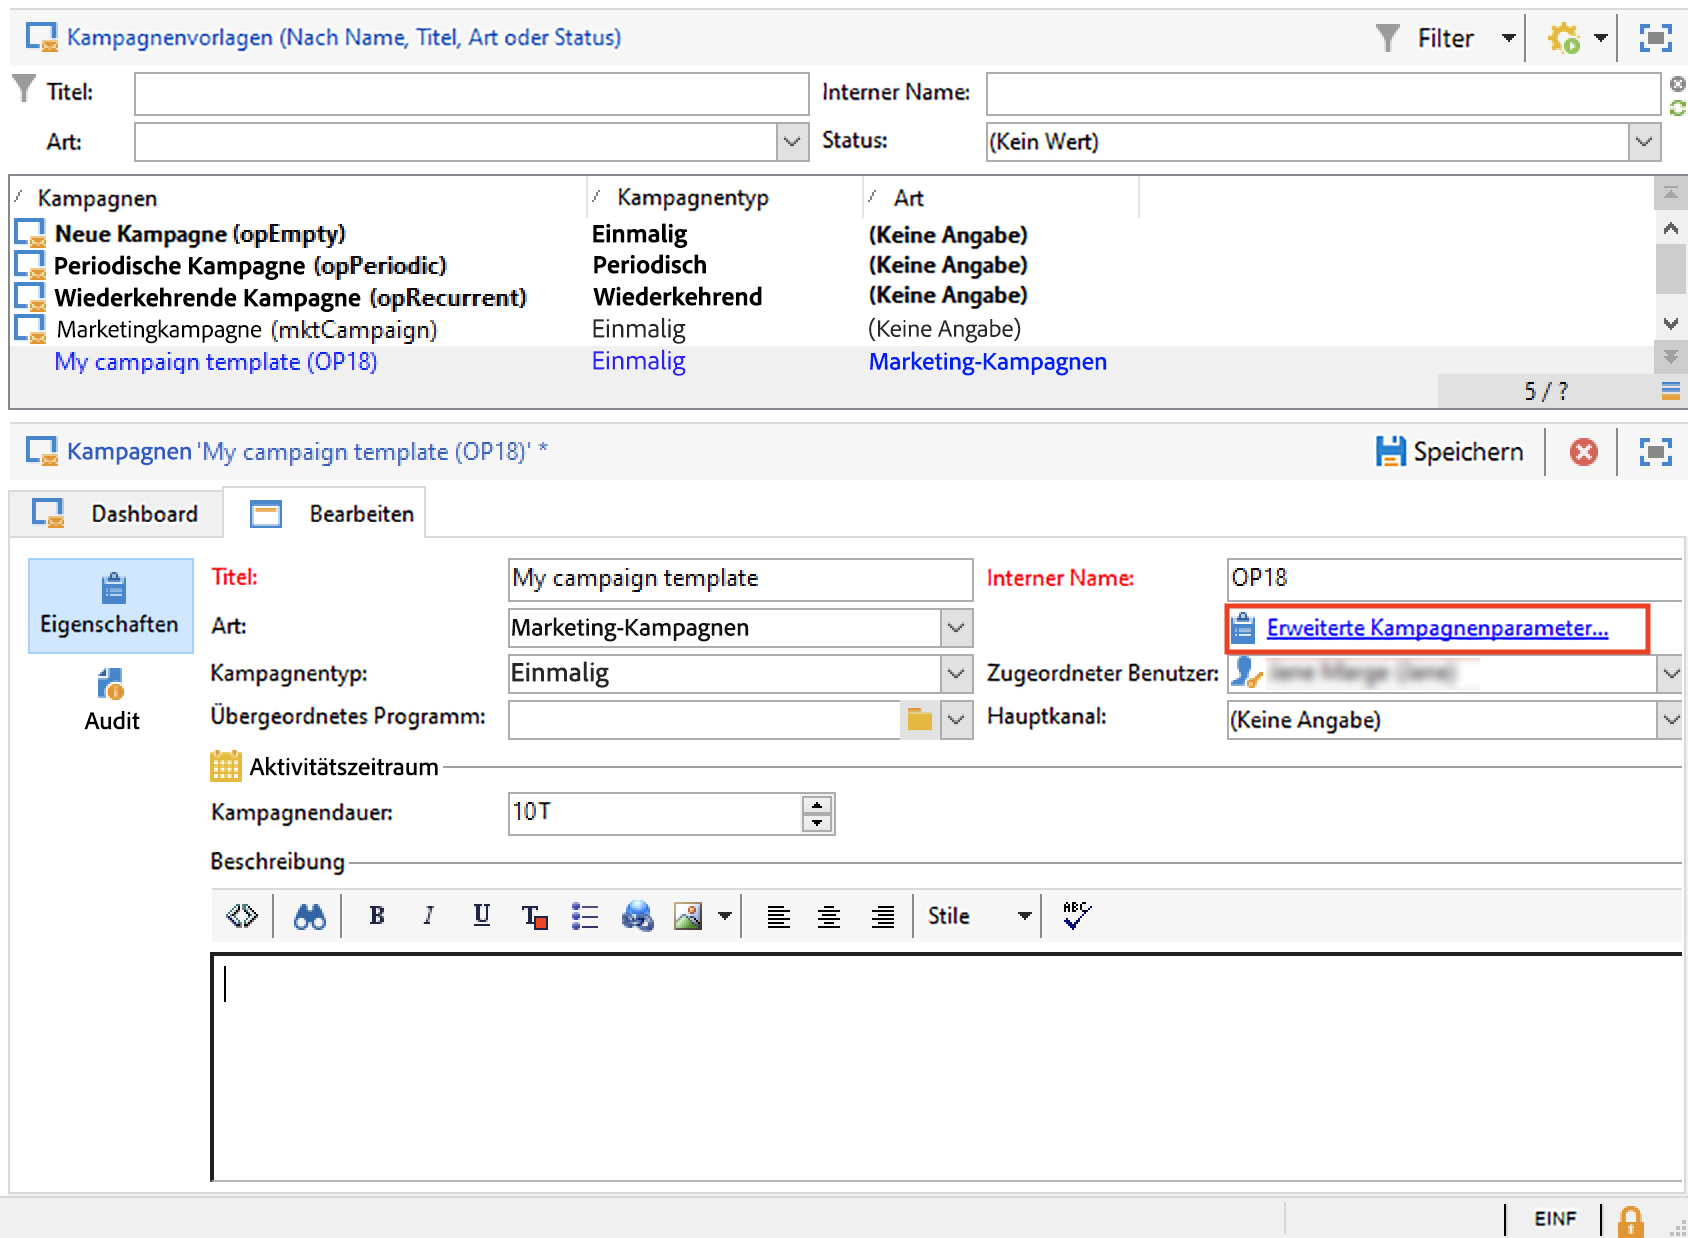 Kampagnenvorlagen (Nach Name, Titel, Art oder Status) Filter
Titel: Interner Name:
Art: Status: (Kein Wert)
Kampagnen Kampagnentyp Art
Neue Kampagne (opEmpty) Einmalig (Keine Angabe)
Periodische Kampagne (opPeriodic) Periodisch (Keine Angabe)
Wiederkehrende Kampagne (opRecurrent) Wiederkehrend (Keine Angabe)
Marketingkampagne (mktCampaign) Einmalig (Keine Angabe)
My campaign template (OP18) Einmalig Marketing-Kampagnen
5 / ?
Kampagnen 'My campaign template (OP18)' * Speichern
Dashboard Bearbeiten
Eigenschaften
Audit
Titel: My campaign template Interner Name: OP18
Art: Marketing-Kampagnen Erweiterte Kampagnenparameter...
Kampagnentyp: Einmalig Zugeordneter Benutzer:
Übergeordnetes Programm: Hauptkanal: (Keine Angabe)
Aktivitätszeitraum
Kampagnendauer: 10T
Beschreibung
B I U T Stile ABC
EINF